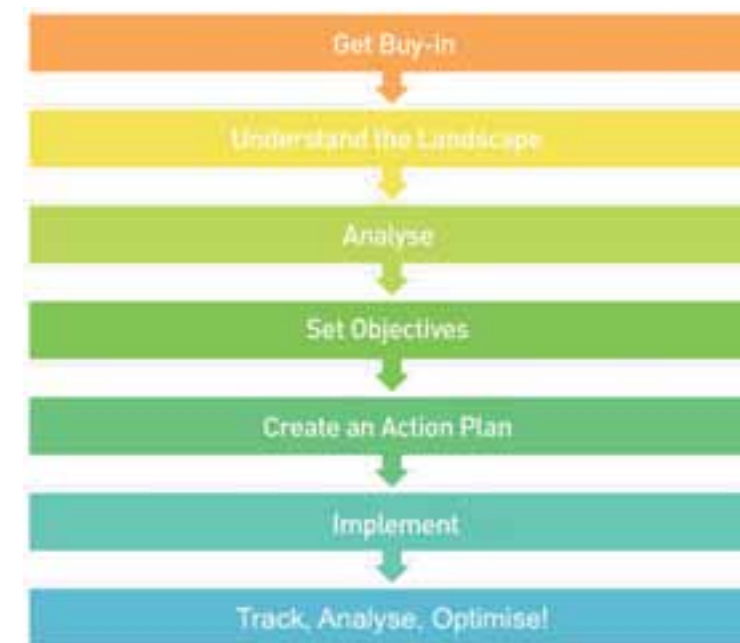 Get Buy-in
Understand the Landscape
Analyse
Set Objectives
Create an Action Plan
Implement
Track, Analyse, Optimise!